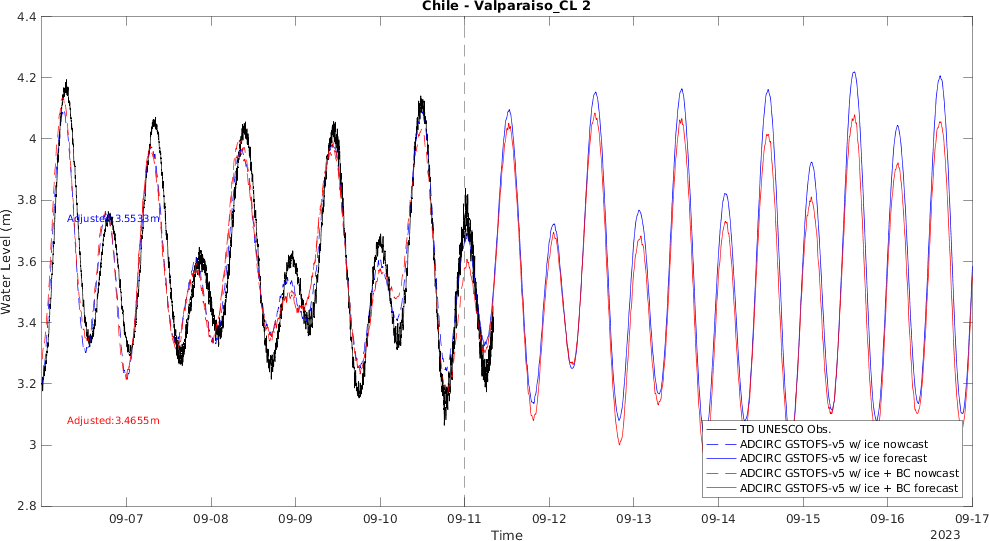 Chile - Valparaiso_CL 2
4.4
4.2
4
3.8
3.6
3.4
3.2
3
2.8
Water Level (m)
Adjusted:3.5533m
Adjusted:3.4655m
TD UNESCO Obs.
ADCIRC GSTOFS-v5 w/ ice nowcast
ADCIRC GSTOFS-v5 w/ ice forecast
ADCIRC GSTOFS-v5 w/ ice + BC nowcast
ADCIRC GSTOFS-v5 w/ ice + BC forecast
09-07 09-08 09-09 09-10 09-11 09-12 09-13 09-14 09-15 09-16 09-17
Time
2023